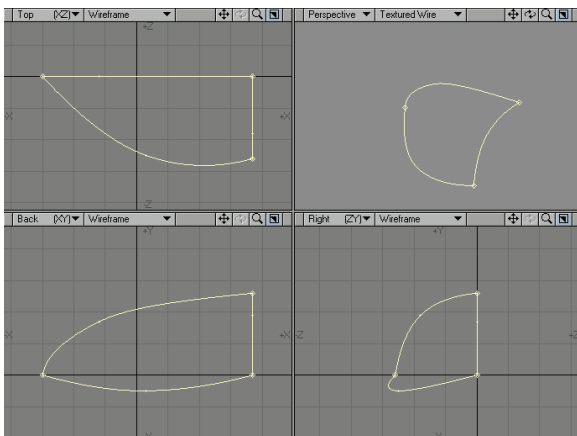 Top (XZ) Wireframe
Perspective Textured Wire
+Z
-X
+X
-Z
Back (XY) Wireframe
Right (ZY) Wireframe
+Y
+Y
-X
+X
-Z
+Z
-Y
-Y